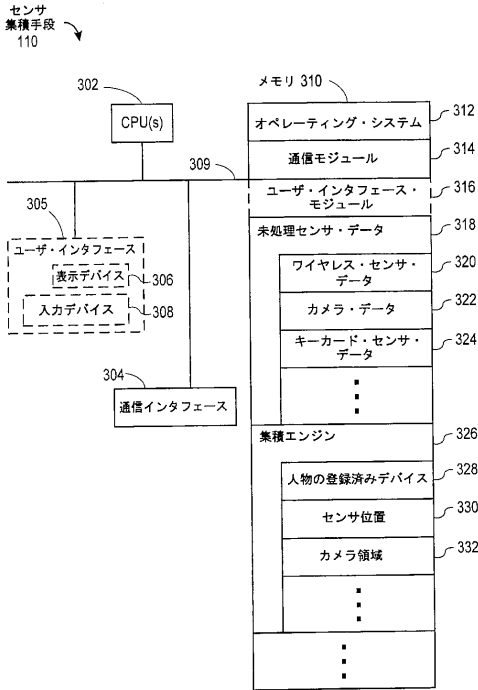 センサ
集積手段
110
302
CPU(s)
メモリ 310
オペレーティング・システム
312
通信モジュール
314
309
ユーザ・インタフェース・
モジュール
316
305
ユーザ・インタフェース
表示デバイス
306
入力デバイス
308
未処理センサ・データ
318
ワイヤレス・センサ・
データ
320
カメラ・データ
322
キーカード・センサ・
データ
324
304
通信インタフェース
集積エンジン
326
人物の登録済みデバイス
328
センサ位置
330
カメラ領域
332